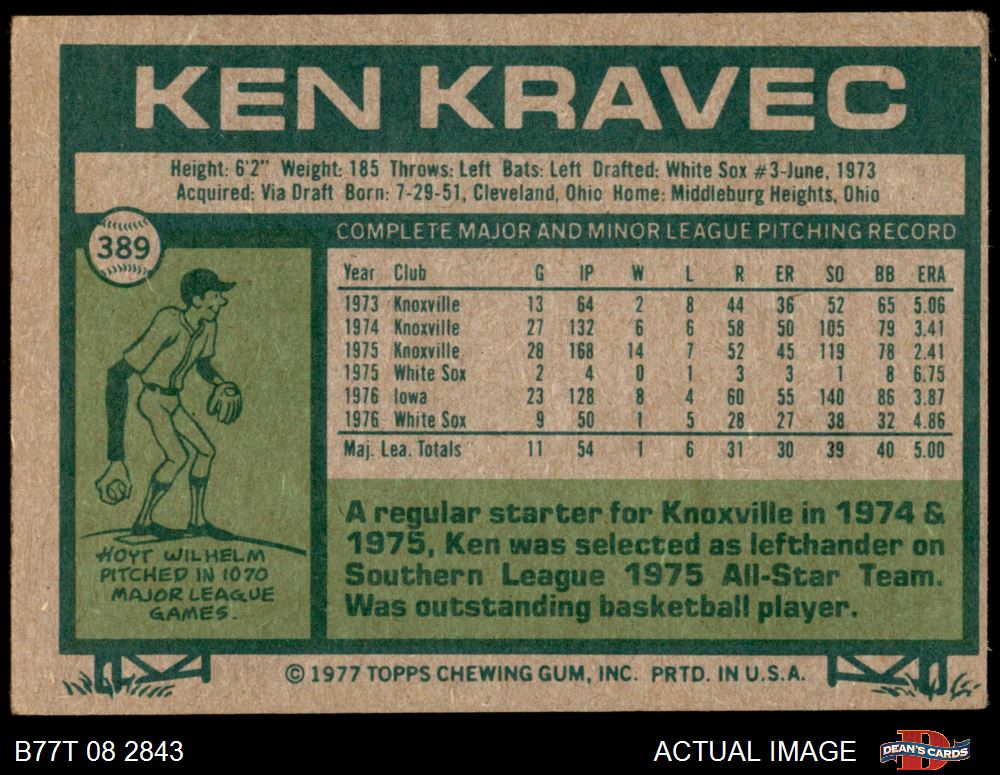 KEN KRAVEC
Height: 6'2" Weight: 185 Throws: Left Bats: Left Drafted: White Sox #3-June, 1973
Acquired: Via Draft Born: 7-29-51, Cleveland, Ohio Home: Middleburg Heights, Ohio
389
COMPLETE MAJOR AND MINOR LEAGUE PITCHING RECORD
Year Club G IP W L R ER SO BB ERA
1973 Knoxville 13 64 2 8 44 36 52 65 5.06
1974 Knoxville 27 132 6 6 58 50 105 79 3.41
1975 Knoxville 28 168 14 7 52 45 119 78 2.41
1975 White Sox 2 4 0 1 3 3 1 8 6.75
1976 Iowa 23 128 8 4 60 55 140 86 3.87
1976 White Sox 9 50 1 5 28 27 38 32 4.86
Maj. Lea. Totals 11 54 1 6 31 30 39 40 5.00
HOYT WILHELM
PITCHED IN 1070
MAJOR LEAGUE
GAMES.
A regular starter for Knoxville in 1974 &
1975, Ken was selected as lefthander on
Southern League 1975 All-Star Team.
Was outstanding basketball player.
© 1977 TOPPS CHEWING GUM, INC. PRTD. IN U.S.A.
B77T 08 2843
ACTUAL IMAGE
D
DEAN'S CARDS